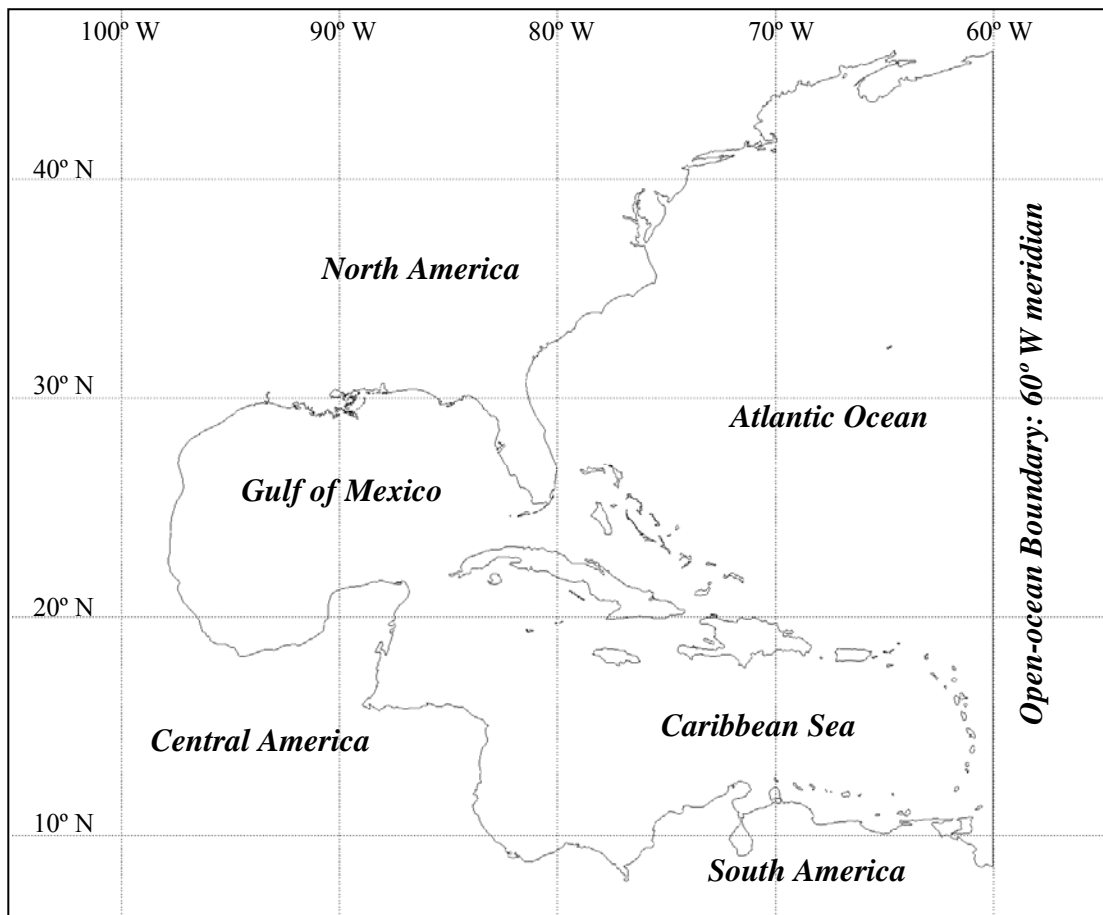 100º W 90º W 80º W 70º W 60º W
40º N
North America
30º N
Atlantic Ocean
Gulf of Mexico
20º N
Caribbean Sea
Central America
10º N
South America
Open-ocean Boundary: 60º W meridian